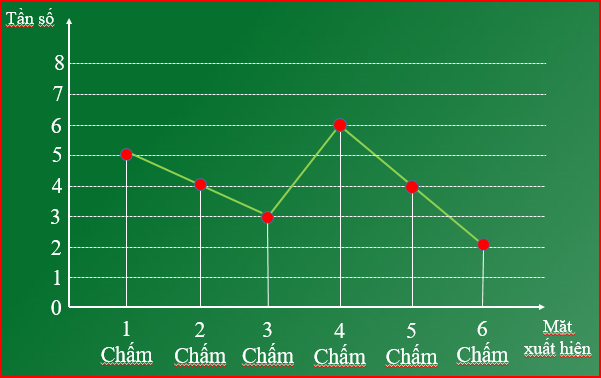 Tần số
8
7
6
5
4
3
2
1
0
1 2 3 4 5 6
Chấm Chấm Chấm Chấm Chấm Chấm
Mặt
xuất hiện